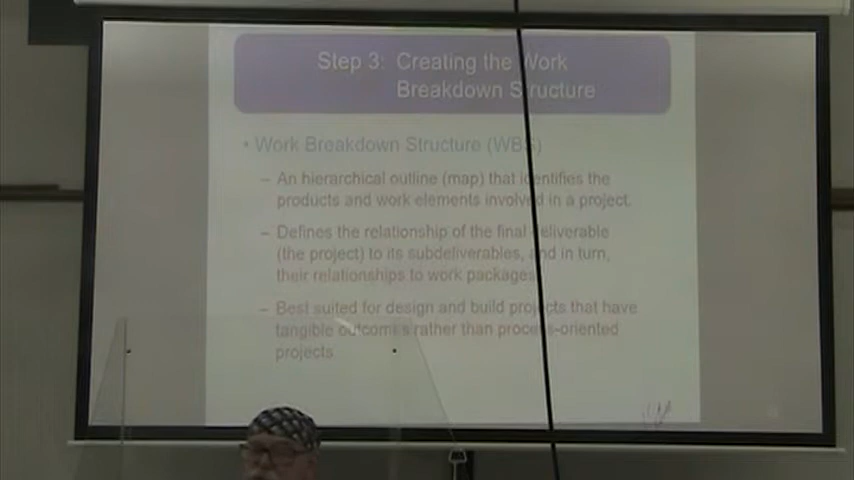 Step 3: Creating the Work
Breakdown Structure
• Work Breakdown Structure (WBS)
– An hierarchical outline (map) that identifies the
products and work elements involved in a project.
– Defines the relationship of the final deliverable
(the project) to its subdeliverables, and in turn,
their relationships to work packages.
– Best suited for design and build projects that have
tangible outcomes rather than process-oriented
projects.